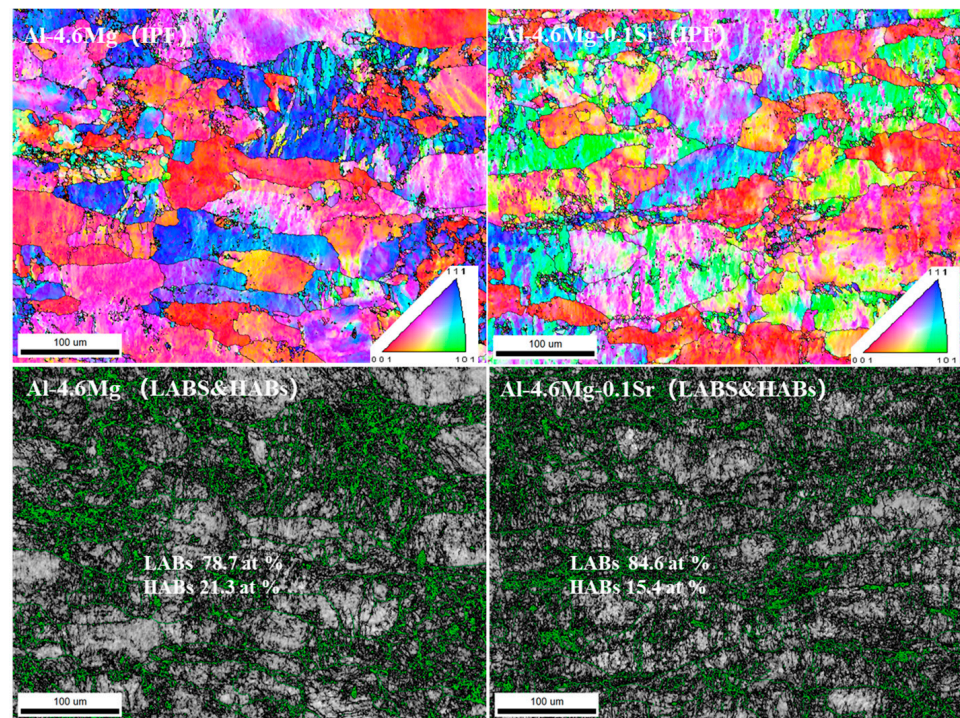 Al-4.6Mg（IPF）
Al-4.6Mg-0.1Sr（IPF）
111
001
101
100 um
111
001
101
100 um
Al-4.6Mg（LABS&HABs）
Al-4.6Mg-0.1Sr（LABS&HABs）
LABs 78.7 at %
HABs 21.3 at %
LABs 84.6 at %
HABs 15.4 at %
100 um
100 um